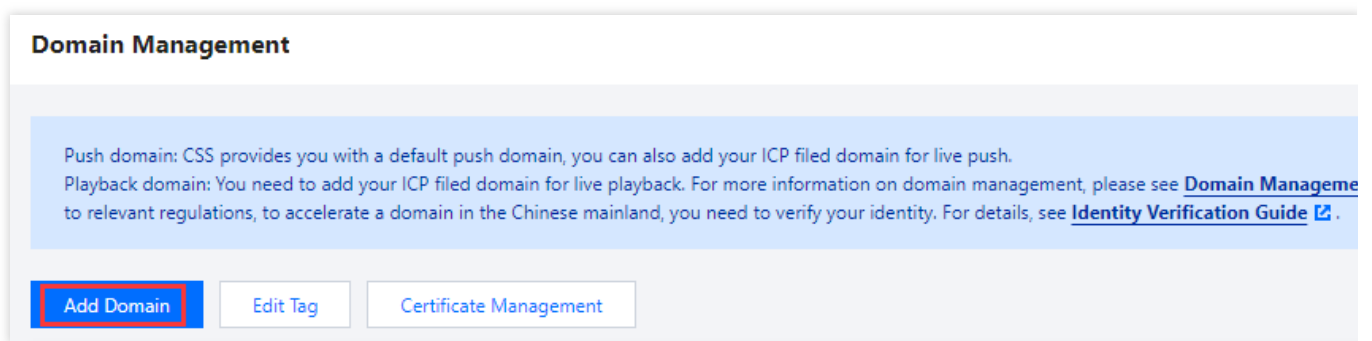 Domain Management
Push domain: CSS provides you with a default push domain, you can also add your ICP filed domain for live push.
Playback domain: You need to add your ICP filed domain for live playback. For more information on domain management, please see Domain Manageme
to relevant regulations, to accelerate a domain in the Chinese mainland, you need to verify your identity. For details, see Identity Verification Guide .
Add Domain Edit Tag Certificate Management